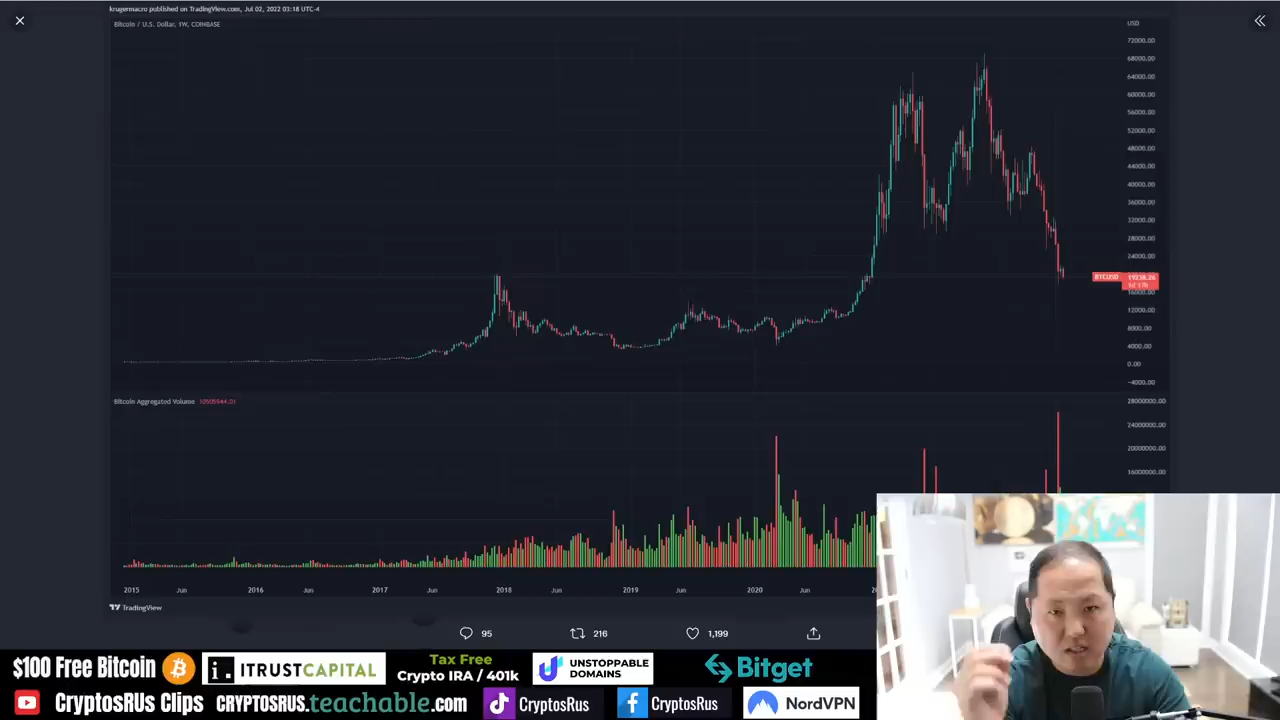 krugermacro published on TradingView.com, Jul 02, 2022 03:18 UTC-4
Bitcoin / U.S. Dollar, 1W, COINBASE
USD
72000.00
68000.00
64000.00
60000.00
56000.00
52000.00
48000.00
44000.00
40000.00
36000.00
32000.00
28000.00
24000.00
BTCUSD 19238.26
16000.00
12000.00
8000.00
4000.00
0.00
-4000.00
Bitcoin Aggregated Volume 10505944.01
28000000.00
24000000.00
20000000.00
16000000.00
2015 Jun 2016 Jun 2017 Jun 2018 Jun 2019 Jun 2020 Jun
TradingView
95 216 1,199
$100 Free Bitcoin
i. ITRUSTCAPITAL
Tax Free
Crypto IRA / 401k
UNSTOPPABLE
DOMAINS
Bitget
CryptosRUs Clips
CRYPTOSRUS.teachable.com
CryptosRus
CryptosRus
NordVPN